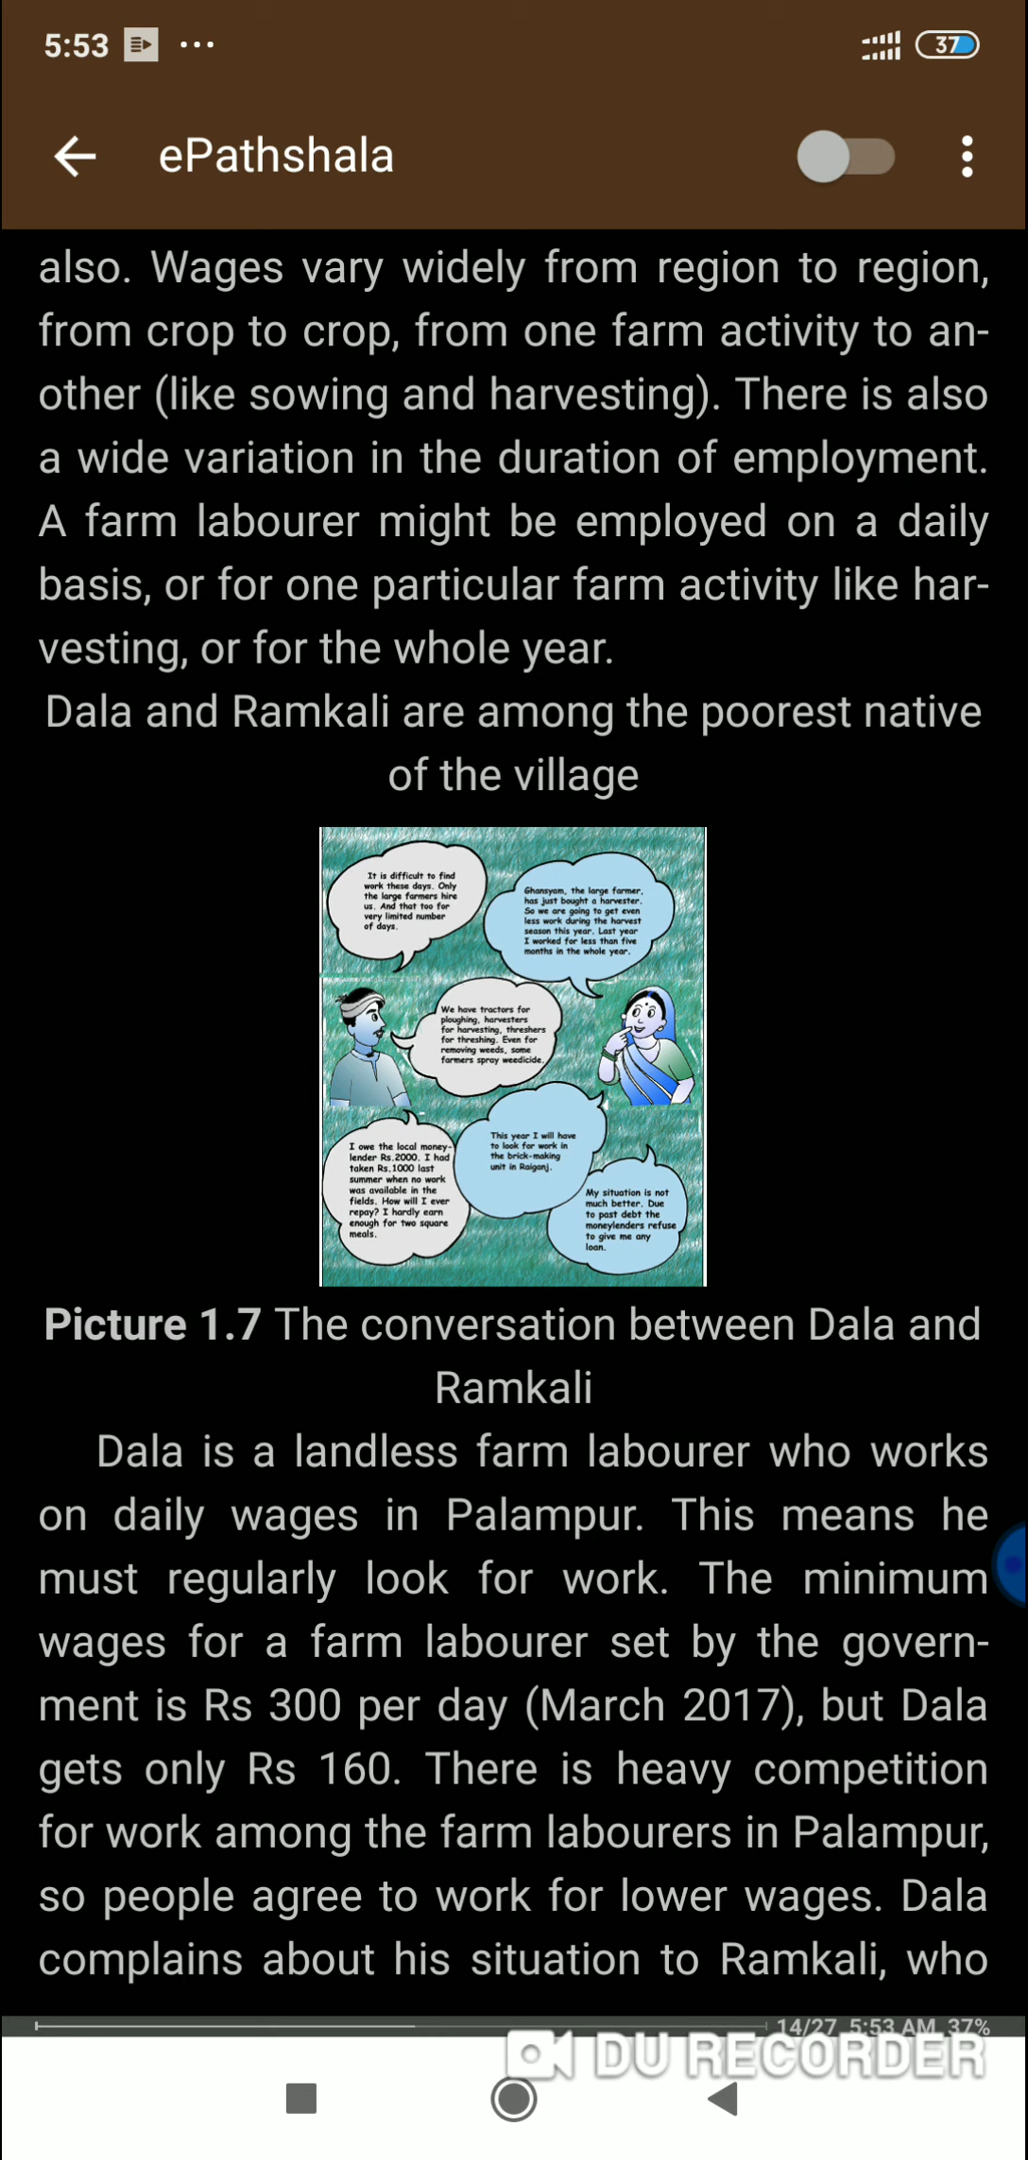 5:53
37
ePathshala
also. Wages vary widely from region to region,
from crop to crop, from one farm activity to an-
other (like sowing and harvesting). There is also
a wide variation in the duration of employment.
A farm labourer might be employed on a daily
basis, or for one particular farm activity like har-
vesting, or for the whole year.
Dala and Ramkali are among the poorest native
of the village
It is difficult to find
work these days. Only
the large farmers hire
us. And that too for
very limited number
of days.
Ghansyam, the large farmer,
has just bought a harvester.
So we are going to get even
less work during the harvest
season this year. Last year
I worked for less than five
months in the whole year.
We have tractors for
ploughing, harvesters
for harvesting, threshers
for threshing. Even for
removing weeds, some
farmers spray weedicide.
I owe the local money-
lender Rs.2000. I had
taken Rs.1000 last
summer when no work
was available in the
fields. How will I ever
repay? I hardly earn
enough for two square
meals.
This year I will have
to look for work in
the brick-making
unit in Raiganj.
My situation is not
much better. Due
to past debt the
moneylenders refuse
to give me any
loan.
Picture 1.7 The conversation between Dala and
Ramkali
Dala is a landless farm labourer who works
on daily wages in Palampur. This means he
must regularly look for work. The minimum
wages for a farm labourer set by the govern-
ment is Rs 300 per day (March 2017), but Dala
gets only Rs 160. There is heavy competition
for work among the farm labourers in Palampur,
so people agree to work for lower wages. Dala
complains about his situation to Ramkali, who
14/27 5:53 AM 37%
DU RECORDER